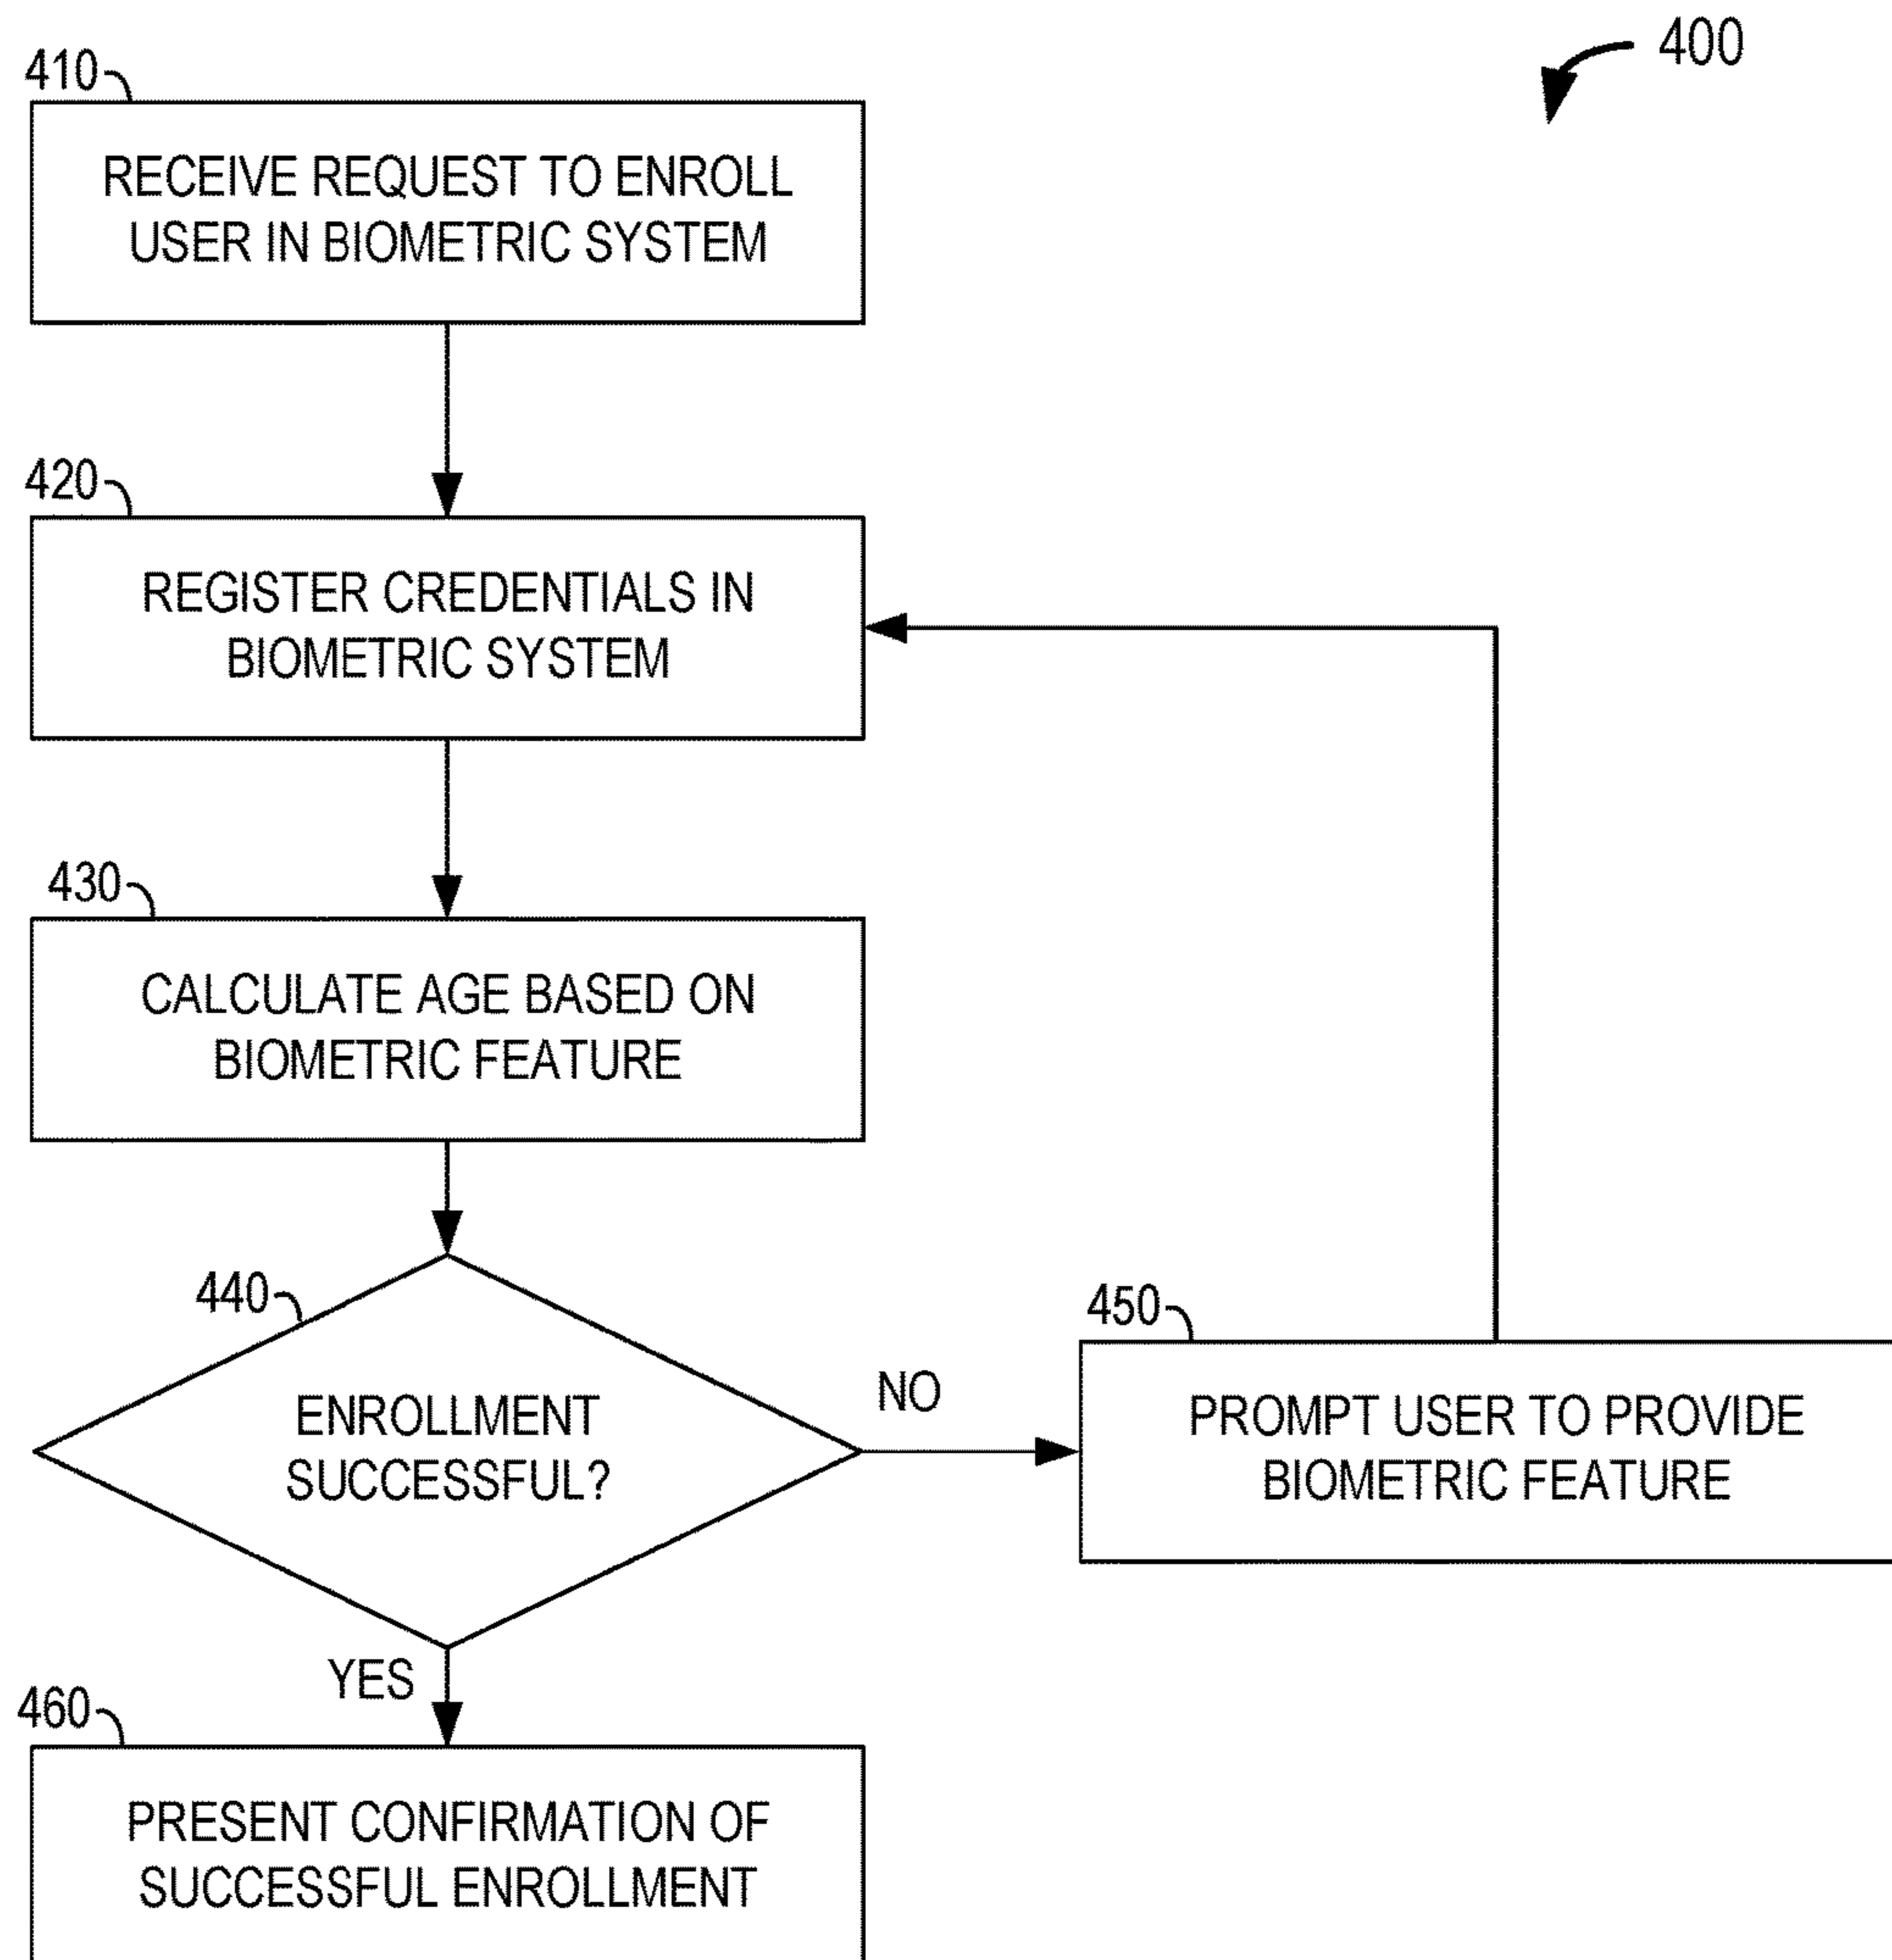 400
410
RECEIVE REQUEST TO ENROLL
USER IN BIOMETRIC SYSTEM
420
REGISTER CREDENTIALS IN
BIOMETRIC SYSTEM
430
CALCULATE AGE BASED ON
BIOMETRIC FEATURE
440
ENROLLMENT
SUCCESSFUL?
NO
450
PROMPT USER TO PROVIDE
BIOMETRIC FEATURE
YES
460
PRESENT CONFIRMATION OF
SUCCESSFUL ENROLLMENT